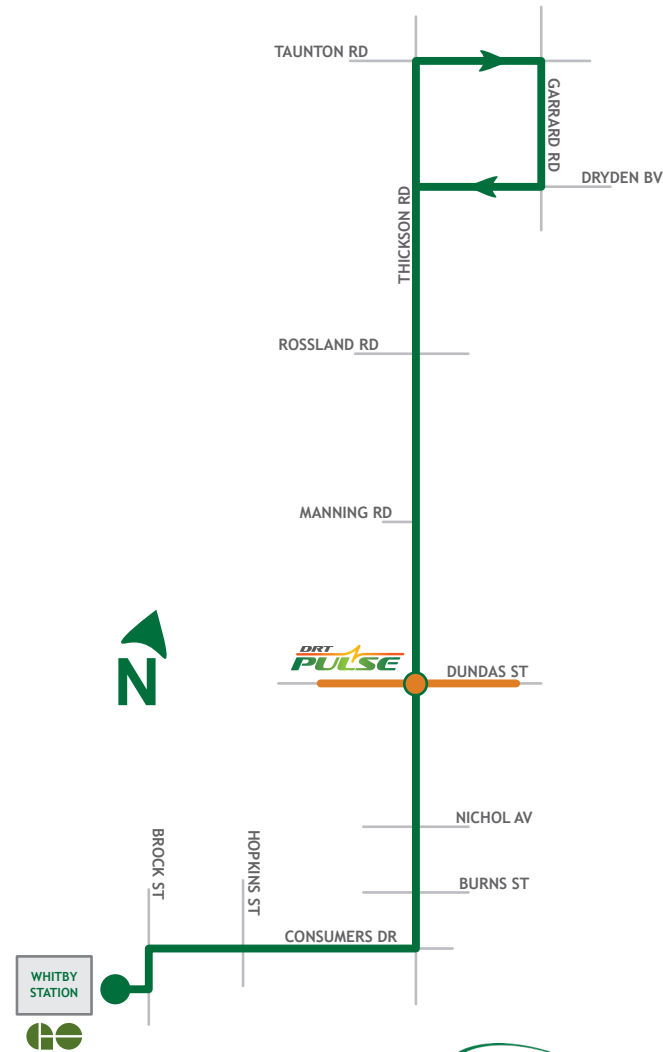 TAUNTON RD
GARRARD RD
DRYDEN BV
THICKSON RD
ROSSLAND RD
MANNING RD
N
DRT
PULSE
DUNDAS ST
NICHOL AV
BROCK ST
HOPKINS ST
BURNS ST
CONSUMERS DR
WHITBY
STATION
GO